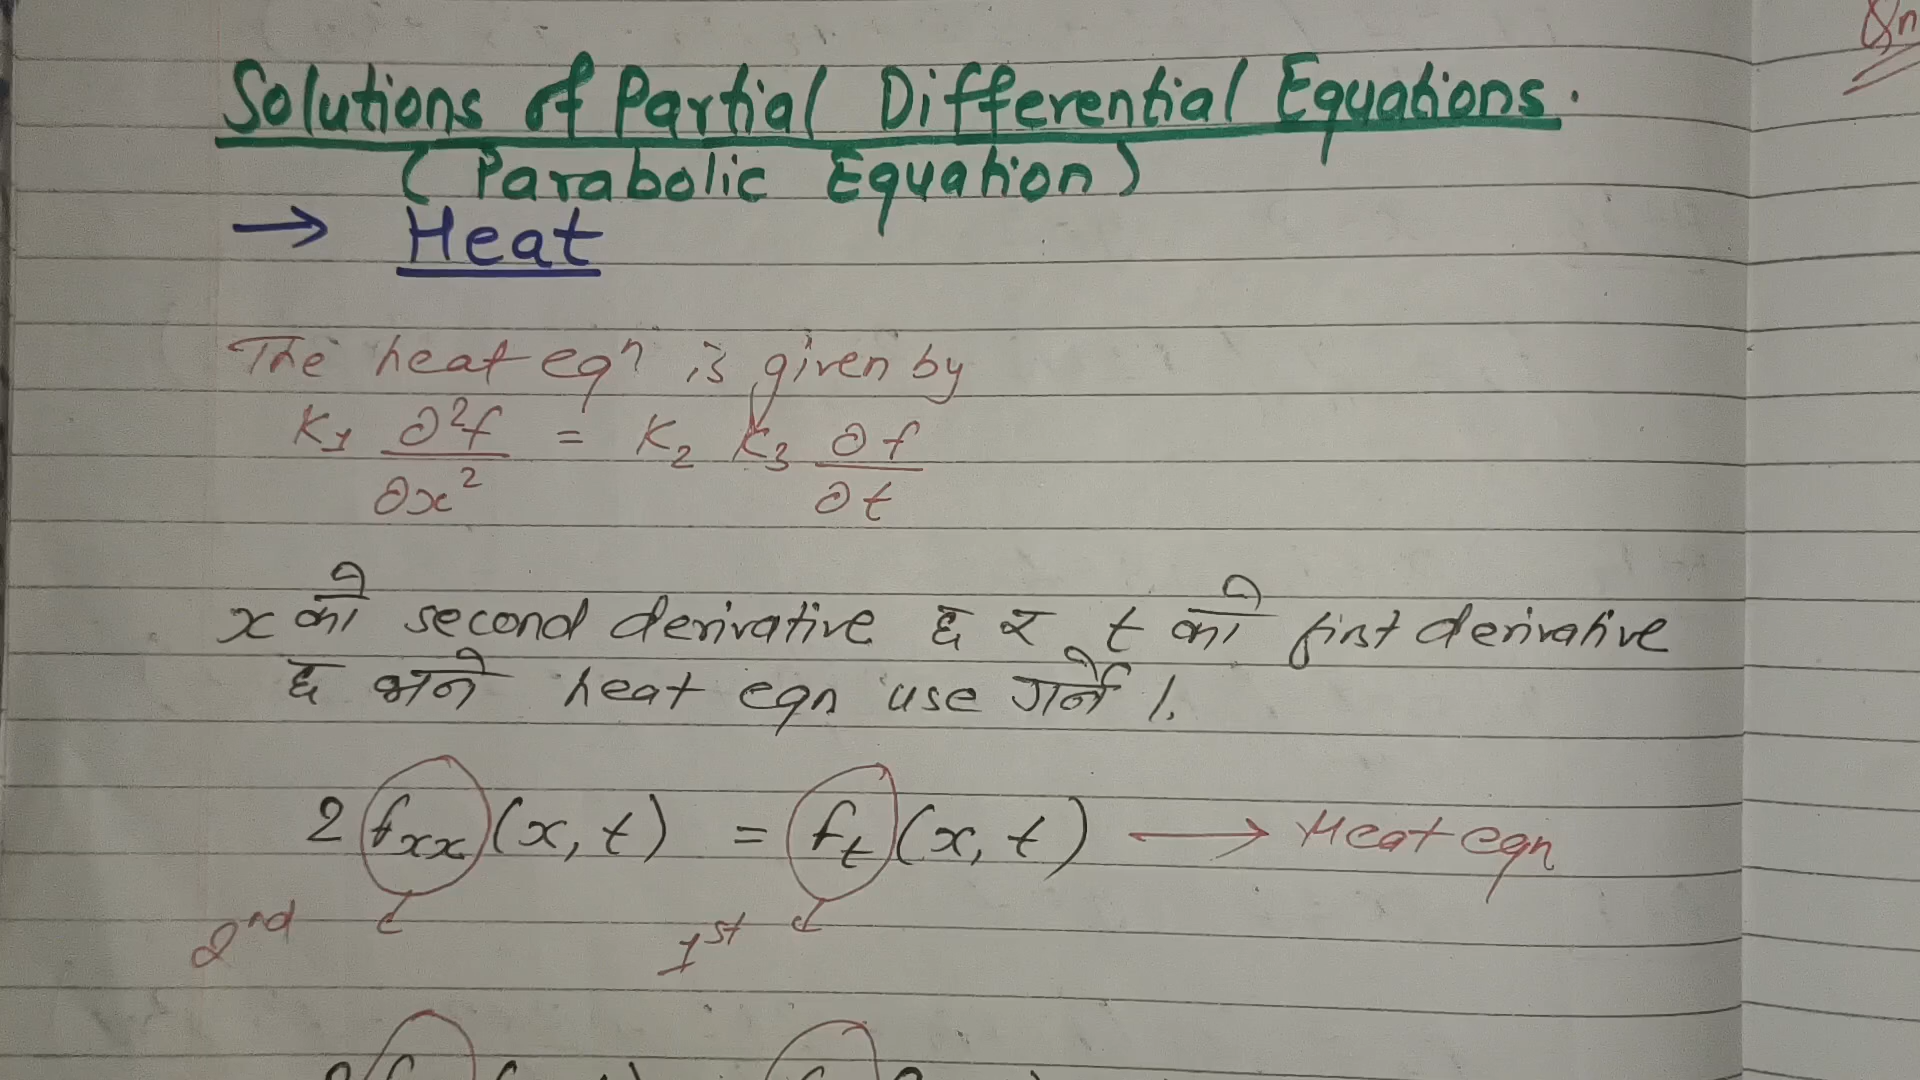 Qn
Solutions of Partial Differential Equations.
(Parabolic Equation)
→ Heat
The heat eqn is given by
K₁ ∂²f/∂x² = K₂ K₃ ∂f/∂t
x को second derivative छ र t को first derivative
छ भने heat eqn use गर्ने ।.
2 fxx (x, t) = ft (x, t) → Heat eqn
2nd 1st